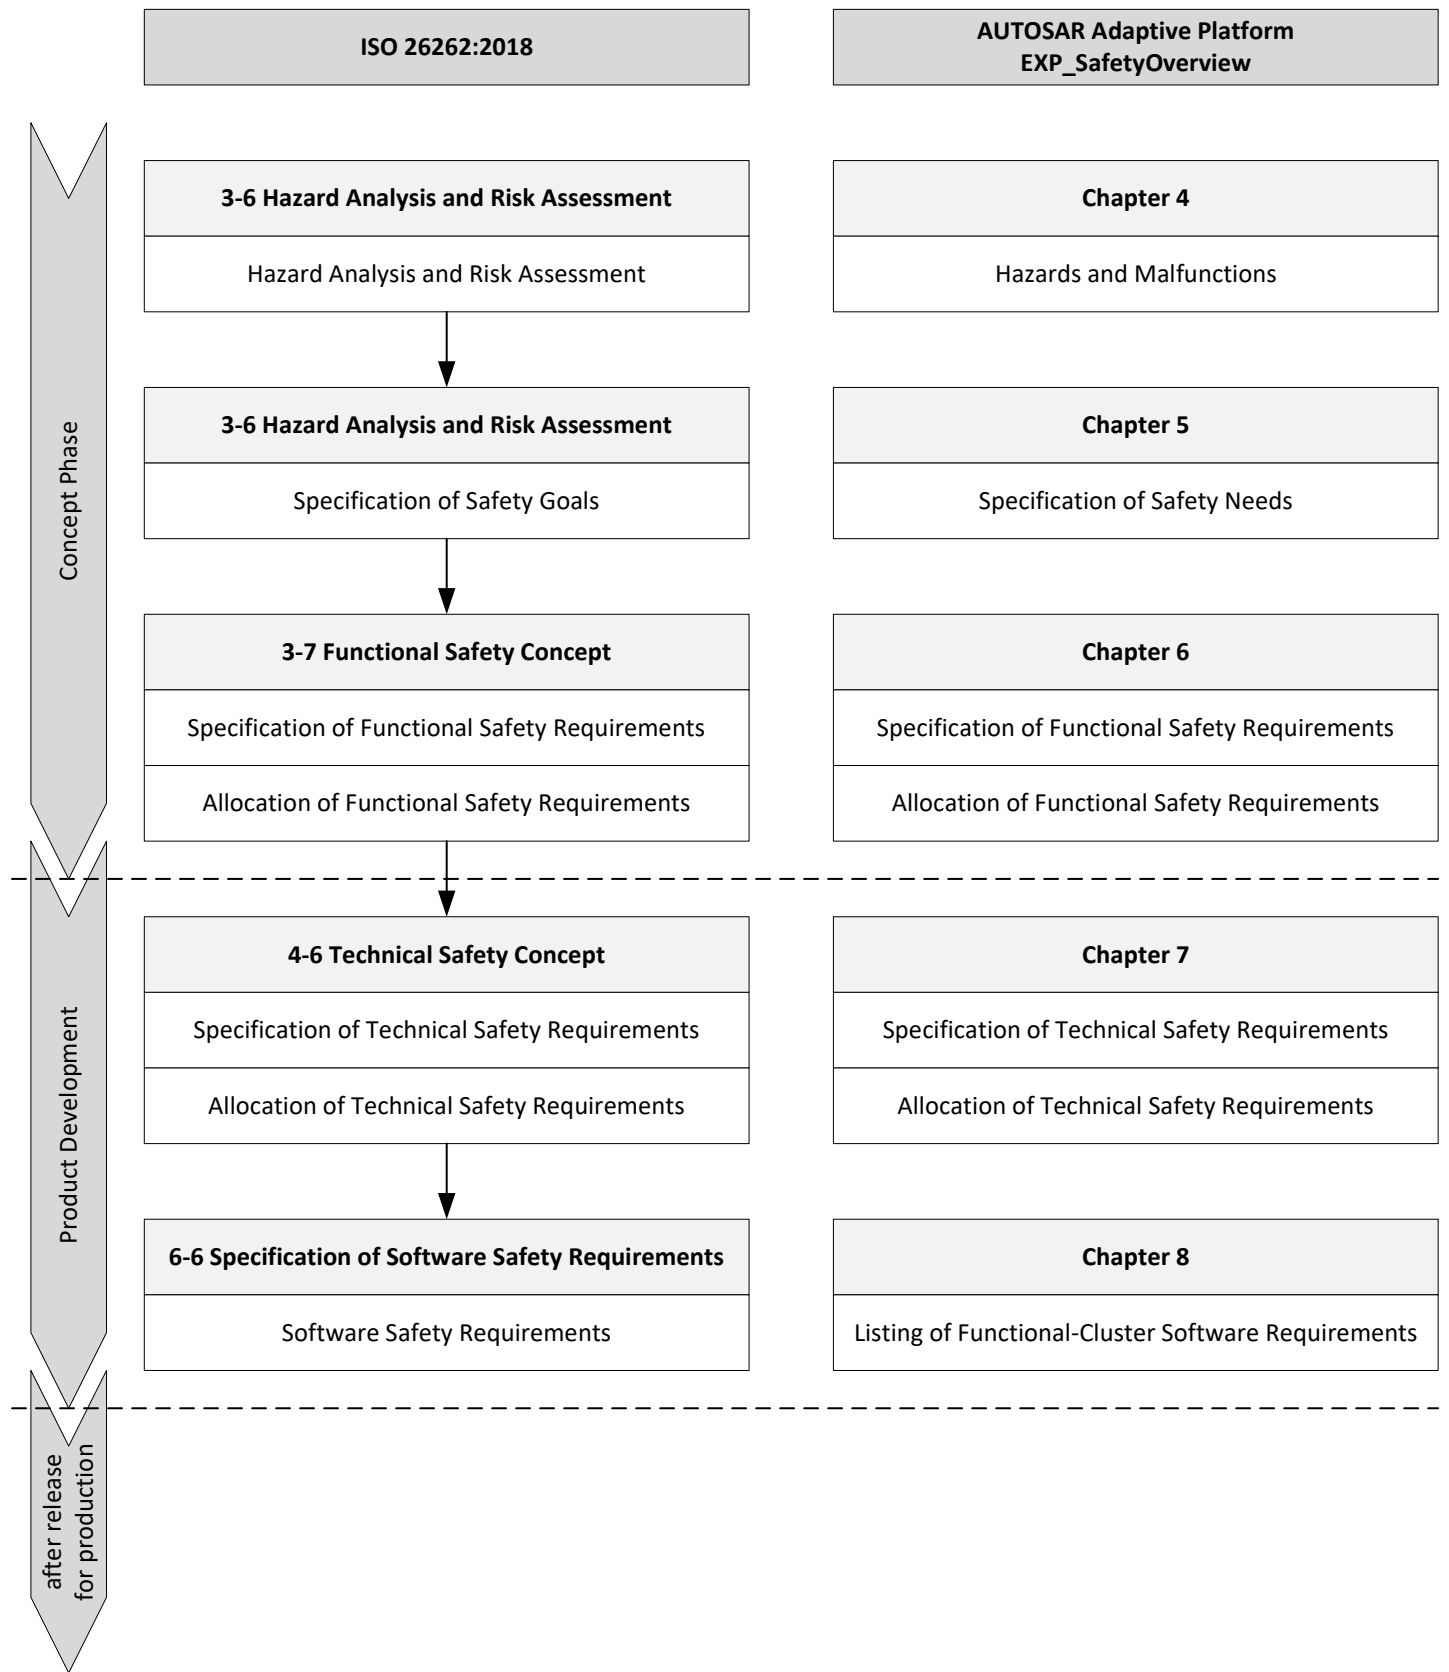 ISO 26262:2018
AUTOSAR Adaptive Platform
EXP_SafetyOverview
Concept Phase
3-6 Hazard Analysis and Risk Assessment
Hazard Analysis and Risk Assessment
Chapter 4
Hazards and Malfunctions
3-6 Hazard Analysis and Risk Assessment
Specification of Safety Goals
Chapter 5
Specification of Safety Needs
3-7 Functional Safety Concept
Specification of Functional Safety Requirements
Allocation of Functional Safety Requirements
Chapter 6
Specification of Functional Safety Requirements
Allocation of Functional Safety Requirements
Product Development
4-6 Technical Safety Concept
Specification of Technical Safety Requirements
Allocation of Technical Safety Requirements
Chapter 7
Specification of Technical Safety Requirements
Allocation of Technical Safety Requirements
6-6 Specification of Software Safety Requirements
Software Safety Requirements
Chapter 8
Listing of Functional-Cluster Software Requirements
after release
for production